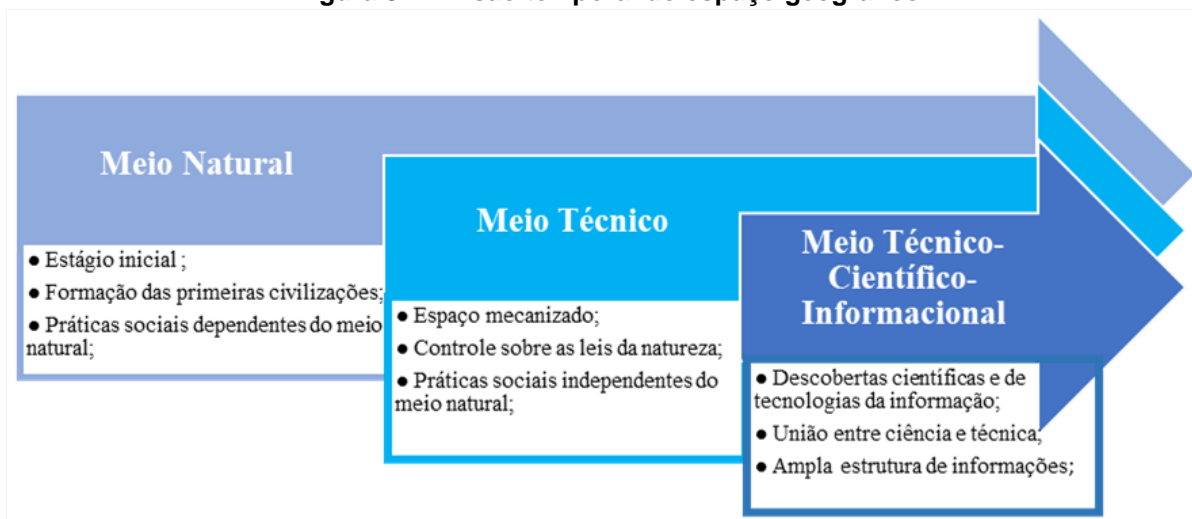 Meio Natural
● Estágio inicial ;
● Formação das primeiras civilizações;
● Práticas sociais dependentes do meio
natural;
Meio Técnico
● Espaço mecanizado;
● Controle sobre as leis da natureza;
● Práticas sociais independentes do
meio natural;
Meio Técnico-
Científico-
Informacional
● Descobertas científicas e de
tecnologias da informação;
● União entre ciência e técnica;
● Ampla estrutura de informações;